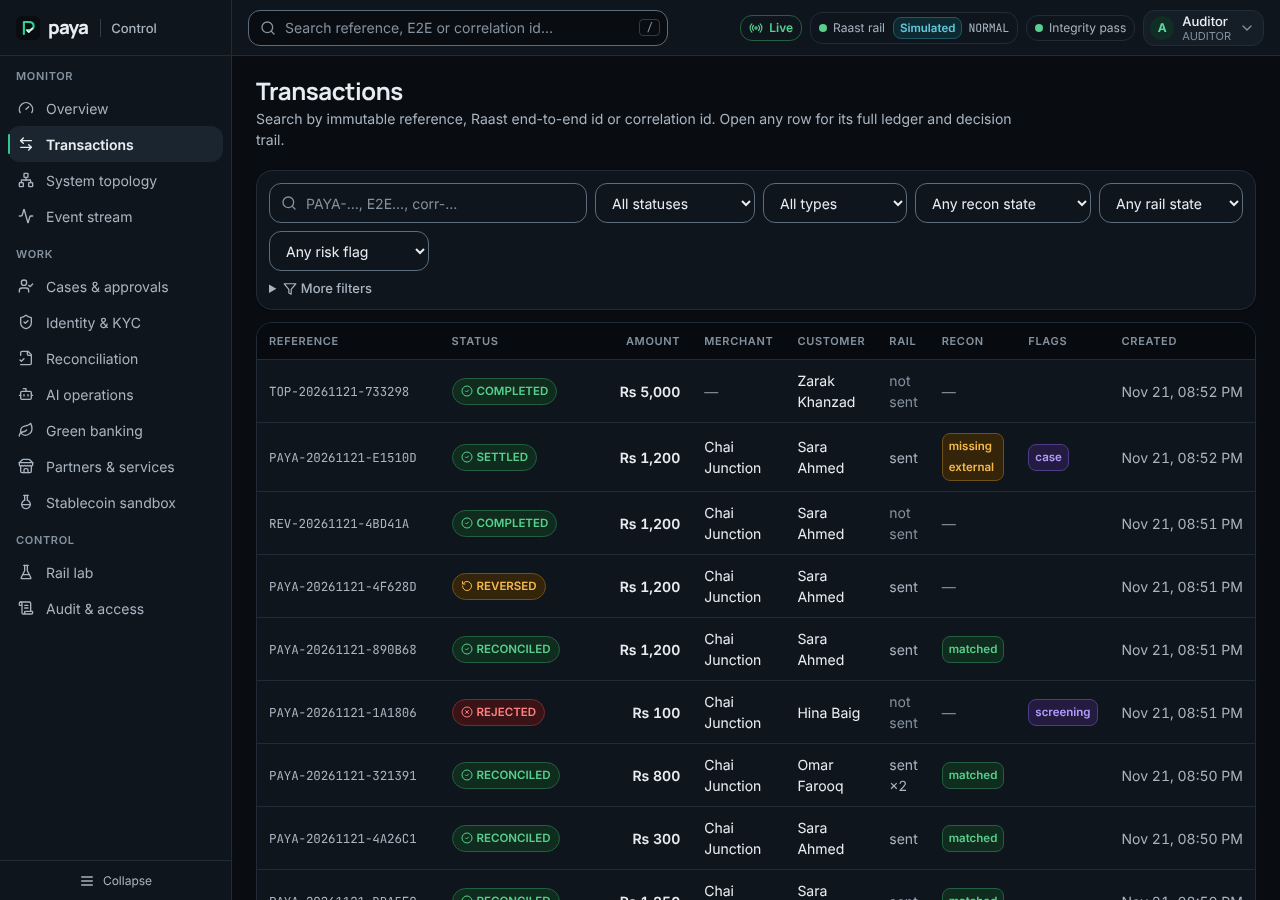 paya Control
Search reference, E2E or correlation id... /
Live
Raast rail Simulated NORMAL
Integrity pass
A Auditor
AUDITOR
MONITOR
Overview
Transactions
System topology
Event stream
WORK
Cases & approvals
Identity & KYC
Reconciliation
AI operations
Green banking
Partners & services
Stablecoin sandbox
CONTROL
Rail lab
Audit & access
Collapse
Transactions
Search by immutable reference, Raast end-to-end id or correlation id. Open any row for its full ledger and decision
trail.
PAYA-..., E2E..., corr-... All statuses All types Any recon state Any rail state
Any risk flag
More filters
REFERENCE STATUS AMOUNT MERCHANT CUSTOMER RAIL RECON FLAGS CREATED
TOP-20261121-733298 COMPLETED Rs 5,000 — Zarak Khanzad not sent — Nov 21, 08:52 PM
PAYA-20261121-E1510D SETTLED Rs 1,200 Chai Junction Sara Ahmed sent missing external case Nov 21, 08:52 PM
REV-20261121-4BD41A COMPLETED Rs 1,200 Chai Junction Sara Ahmed not sent — Nov 21, 08:51 PM
PAYA-20261121-4F628D REVERSED Rs 1,200 Chai Junction Sara Ahmed sent — Nov 21, 08:51 PM
PAYA-20261121-890B68 RECONCILED Rs 1,200 Chai Junction Sara Ahmed sent matched Nov 21, 08:51 PM
PAYA-20261121-1A1806 REJECTED Rs 100 Chai Junction Hina Baig not sent — screening Nov 21, 08:51 PM
PAYA-20261121-321391 RECONCILED Rs 800 Chai Junction Omar Farooq sent ×2 matched Nov 21, 08:50 PM
PAYA-20261121-4A26C1 RECONCILED Rs 300 Chai Junction Sara Ahmed sent matched Nov 21, 08:50 PM
Chai Sara